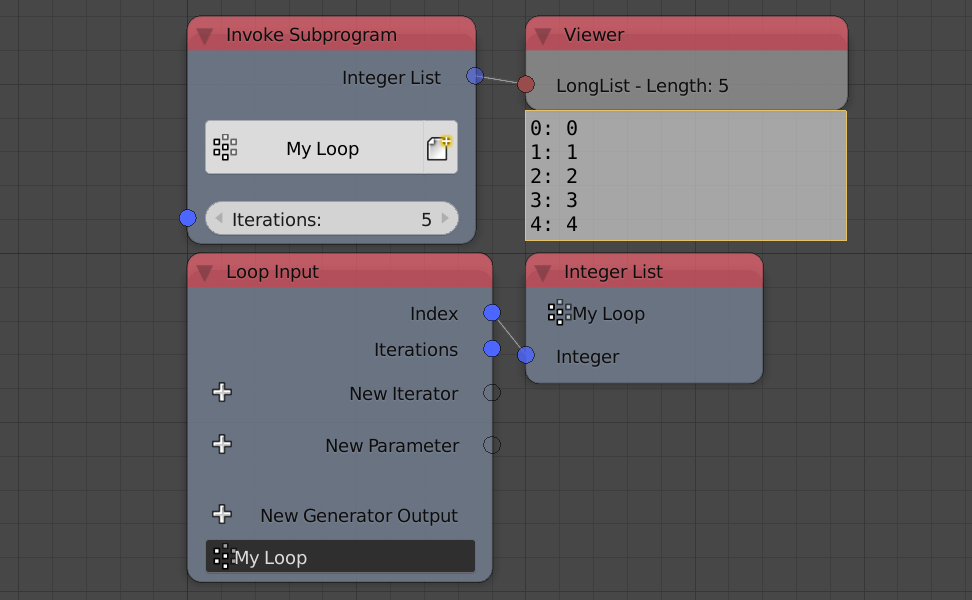 Invoke Subprogram
Integer List
My Loop
Iterations: 5
Viewer
LongList - Length: 5
0: 0
1: 1
2: 2
3: 3
4: 4
Loop Input
Index
Iterations
New Iterator
New Parameter
New Generator Output
My Loop
Integer List
My Loop
Integer